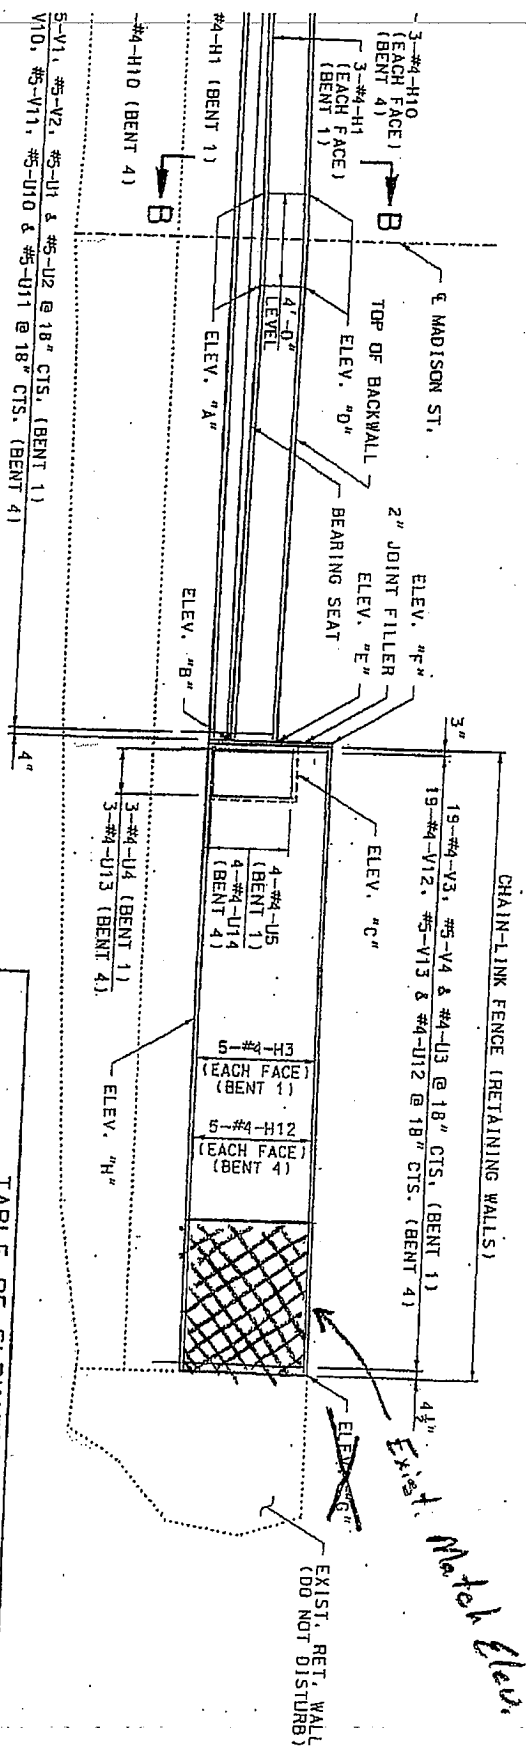 3-#4-H10
(EACH FACE)
(BENT 4)
3-#4-H1
(EACH FACE)
(BENT 1)
B
℄ MADISON ST.
#4-H1 (BENT 1)
#4-H10 (BENT 4)
B
5-V1, #5-V2, #5-U1 & #5-U2 @ 18" CTS. (BENT 1)
V10, #5-V11, #5-U10 & #5-U11 @ 18" CTS. (BENT 4)
4'-0"
LEVEL
TOP OF BACKWALL
ELEV. "D"
ELEV. "A"
ELEV. "F"
2" JOINT FILLER
ELEV. "E"
BEARING SEAT
ELEV. "B"
3"
4"
CHAIN-LINK FENCE (RETAINING WALLS)
19-#4-V3, #5-V4 & #4-U3 @ 18" CTS. (BENT 1)
19-#4-V12, #5-V13 & #4-U12 @ 18" CTS. (BENT 4)
ELEV. "C"
4-#4-U5
(BENT 1)
4-#4-U14
(BENT 4)
3-#4-U4 (BENT 1)
3-#4-U13 (BENT 4)
5-#4-H3
(EACH FACE)
(BENT 1)
5-#4-H12
(EACH FACE)
(BENT 4)
ELEV. "H"
4½"
ELEV. "G"
Exist. Match Elev.
EXIST. RET. WALL
(DO NOT DISTURB)